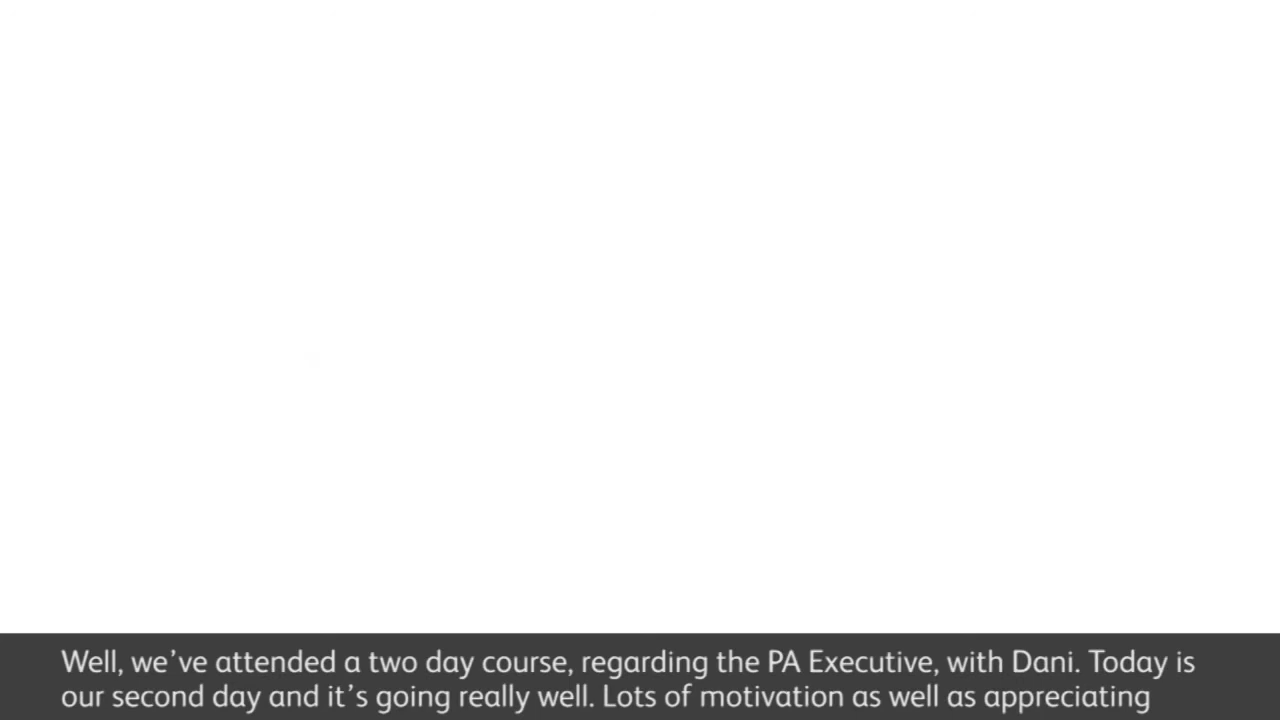 Well, we’ve attended a two day course, regarding the PA Executive, with Dani. Today is
our second day and it’s going really well. Lots of motivation as well as appreciating